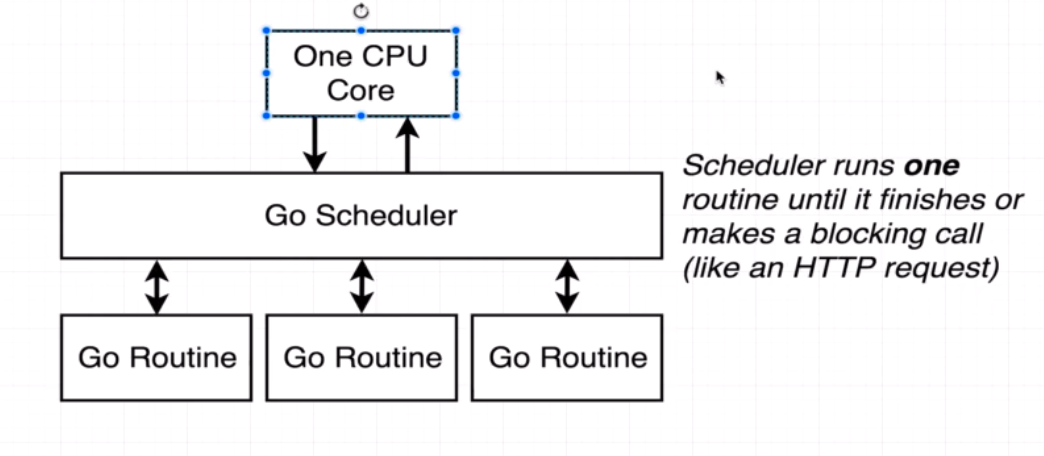 One CPU
Core
Go Scheduler
Scheduler runs one
routine until it finishes or
makes a blocking call
(like an HTTP request)
Go Routine
Go Routine
Go Routine